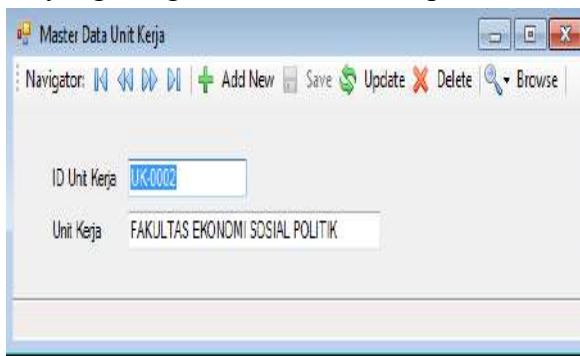 Master Data Unit Kerja
Navigator: Add New Save Update Delete Browse
ID Unit Kerja UK-0002
Unit Kerja FAKULTAS EKONOMI SOSIAL POLITIK